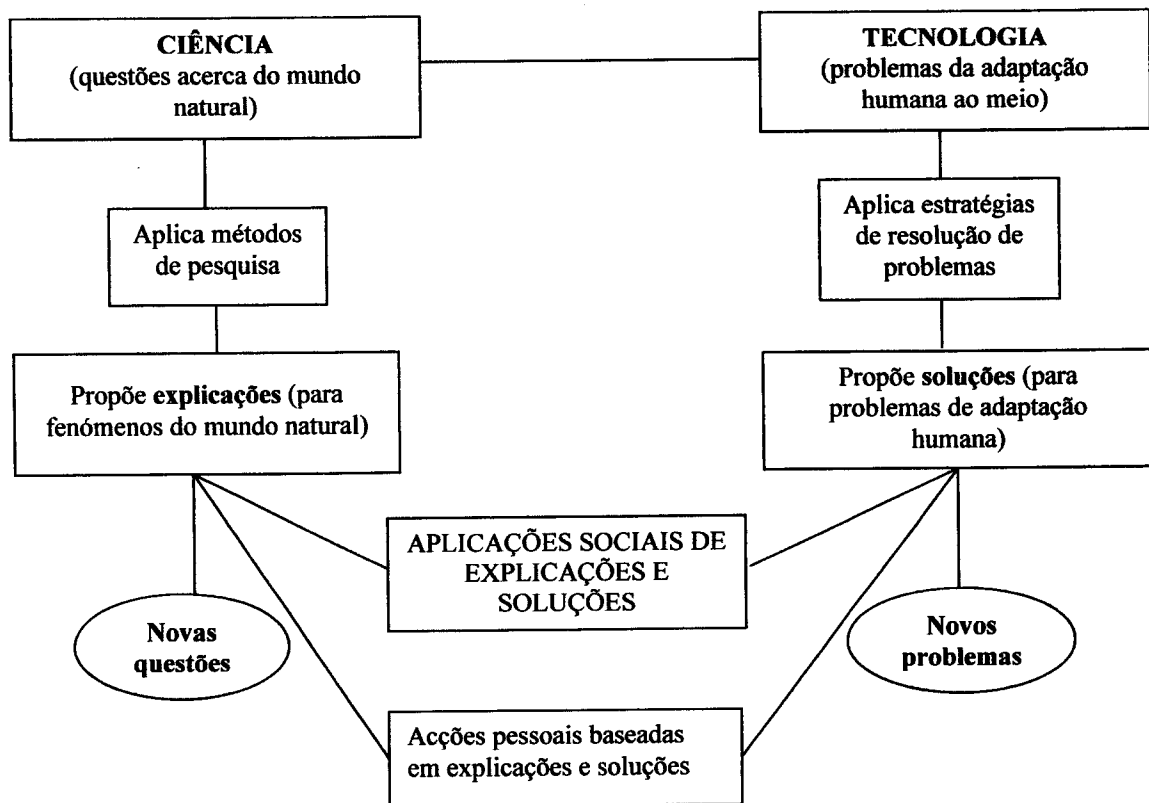 CIÊNCIA
(questões acerca do mundo
natural)
TECNOLOGIA
(problemas da adaptação
humana ao meio)
Aplica métodos
de pesquisa
Aplica estratégias
de resolução de
problemas
Propõe explicações (para
fenómenos do mundo natural)
Propõe soluções (para
problemas de adaptação
humana)
APLICAÇÕES SOCIAIS DE
EXPLICAÇÕES E
SOLUÇÕES
Novas
questões
Novos
problemas
Acções pessoais baseadas
em explicações e soluções